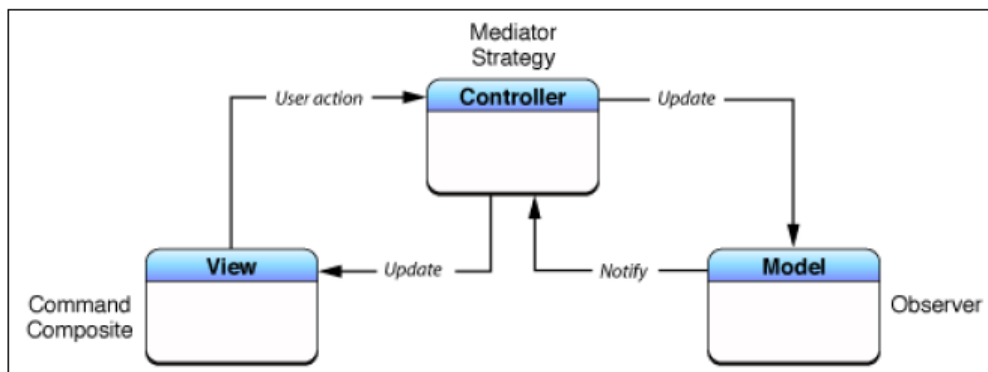 Mediator
Strategy
User action
Controller
Update
View
Update
Notify
Model
Command
Composite
Observer